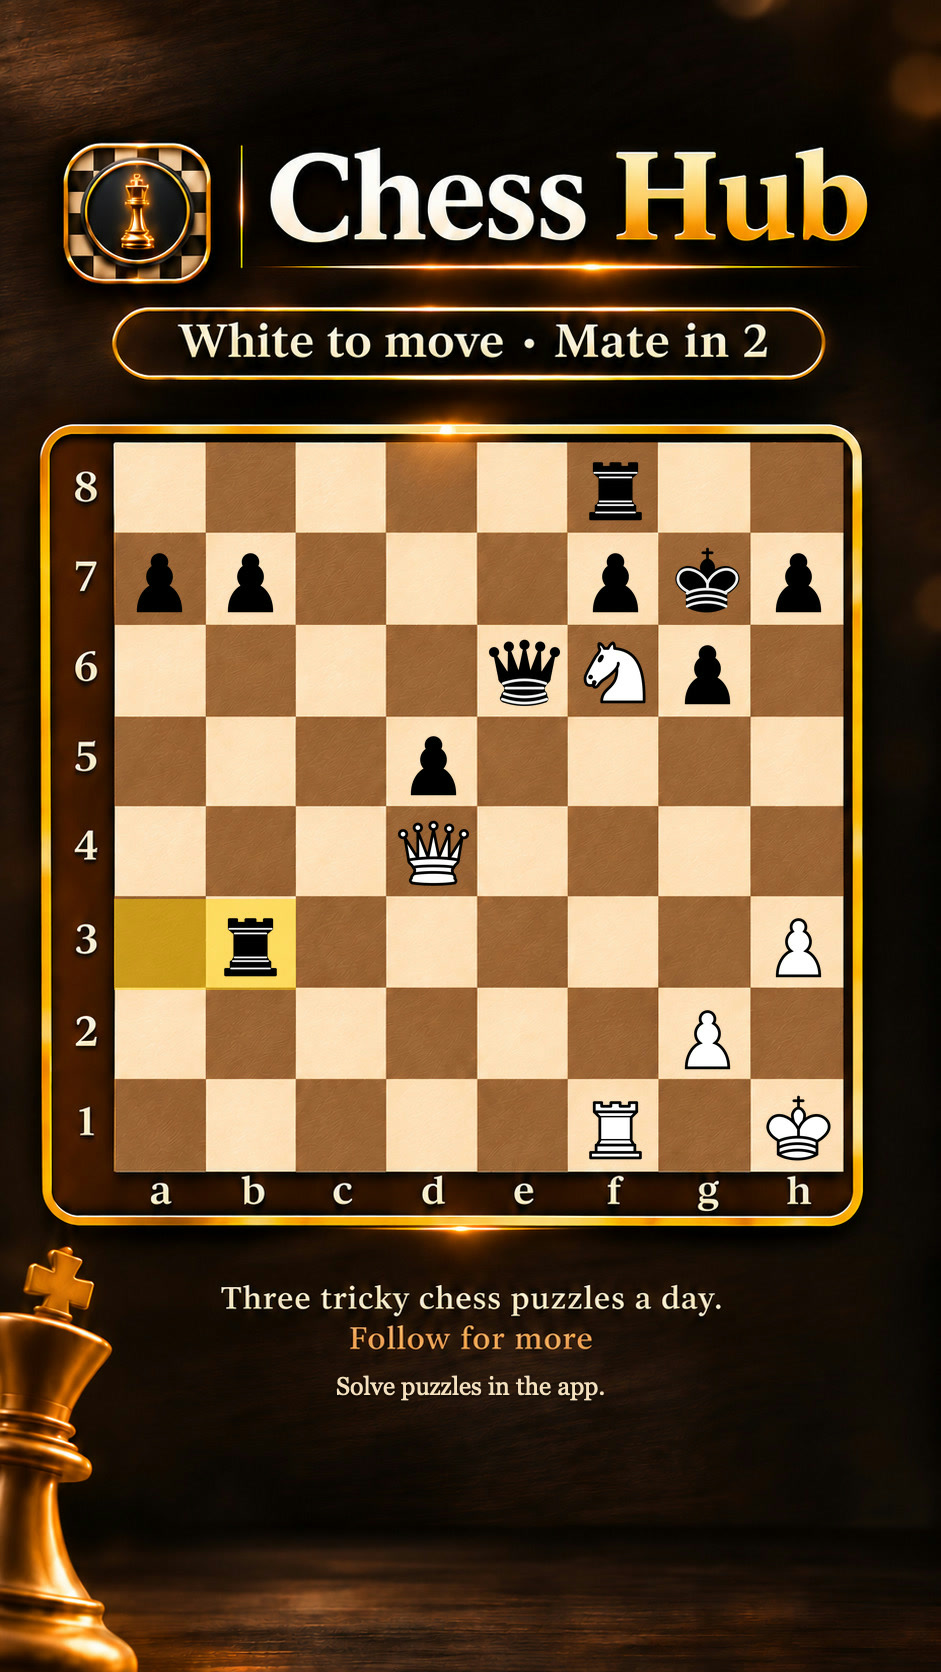 Chess Hub
White to move • Mate in 2
8
7
6
5
4
3
2
1
a b c d e f g h
Three tricky chess puzzles a day.
Follow for more
Solve puzzles in the app.